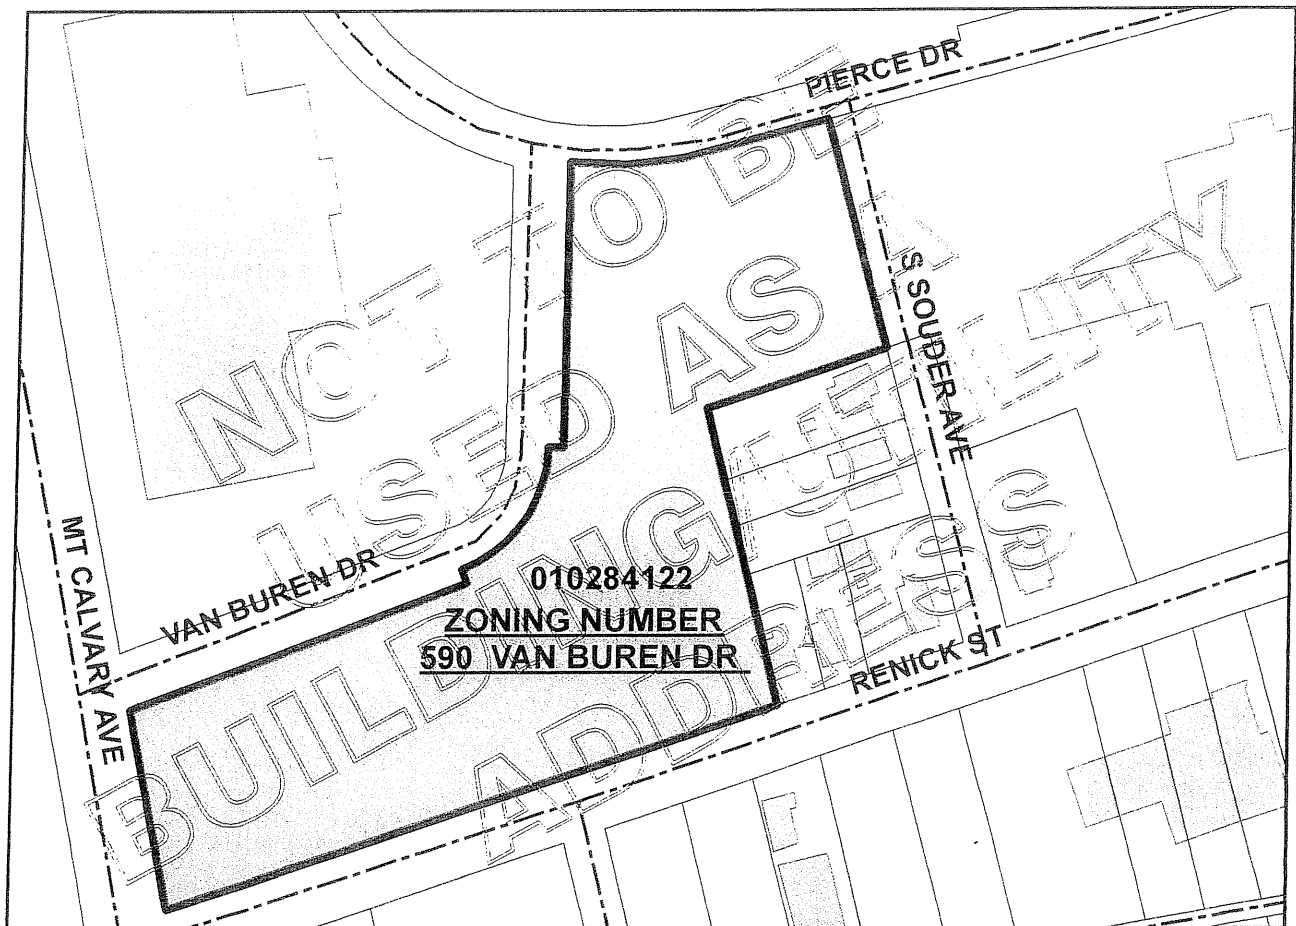 PIERCE DR
S SOUDER AVE
MT CALVARY AVE
VAN BUREN DR
010284122
ZONING NUMBER
590 VAN BUREN DR
RENICK ST
NOT TO BE
USED AS A
BUILDING UTILITY
ADDRESS